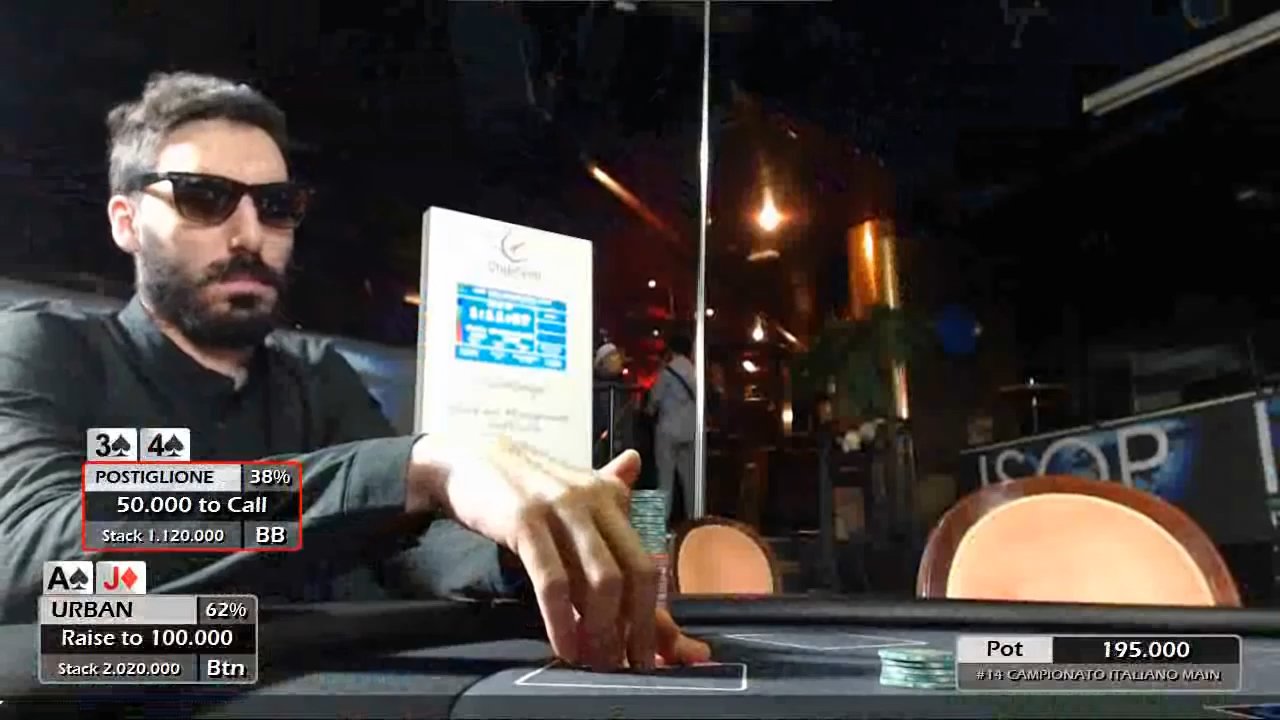 ISOP
3♠ 4♠
POSTIGLIONE 38%
50.000 to Call
Stack 1.120.000 BB
A♠ J♦
URBAN 62%
Raise to 100.000
Stack 2.020.000 Btn
Pot 195.000
#14 CAMPIONATO ITALIANO MAIN